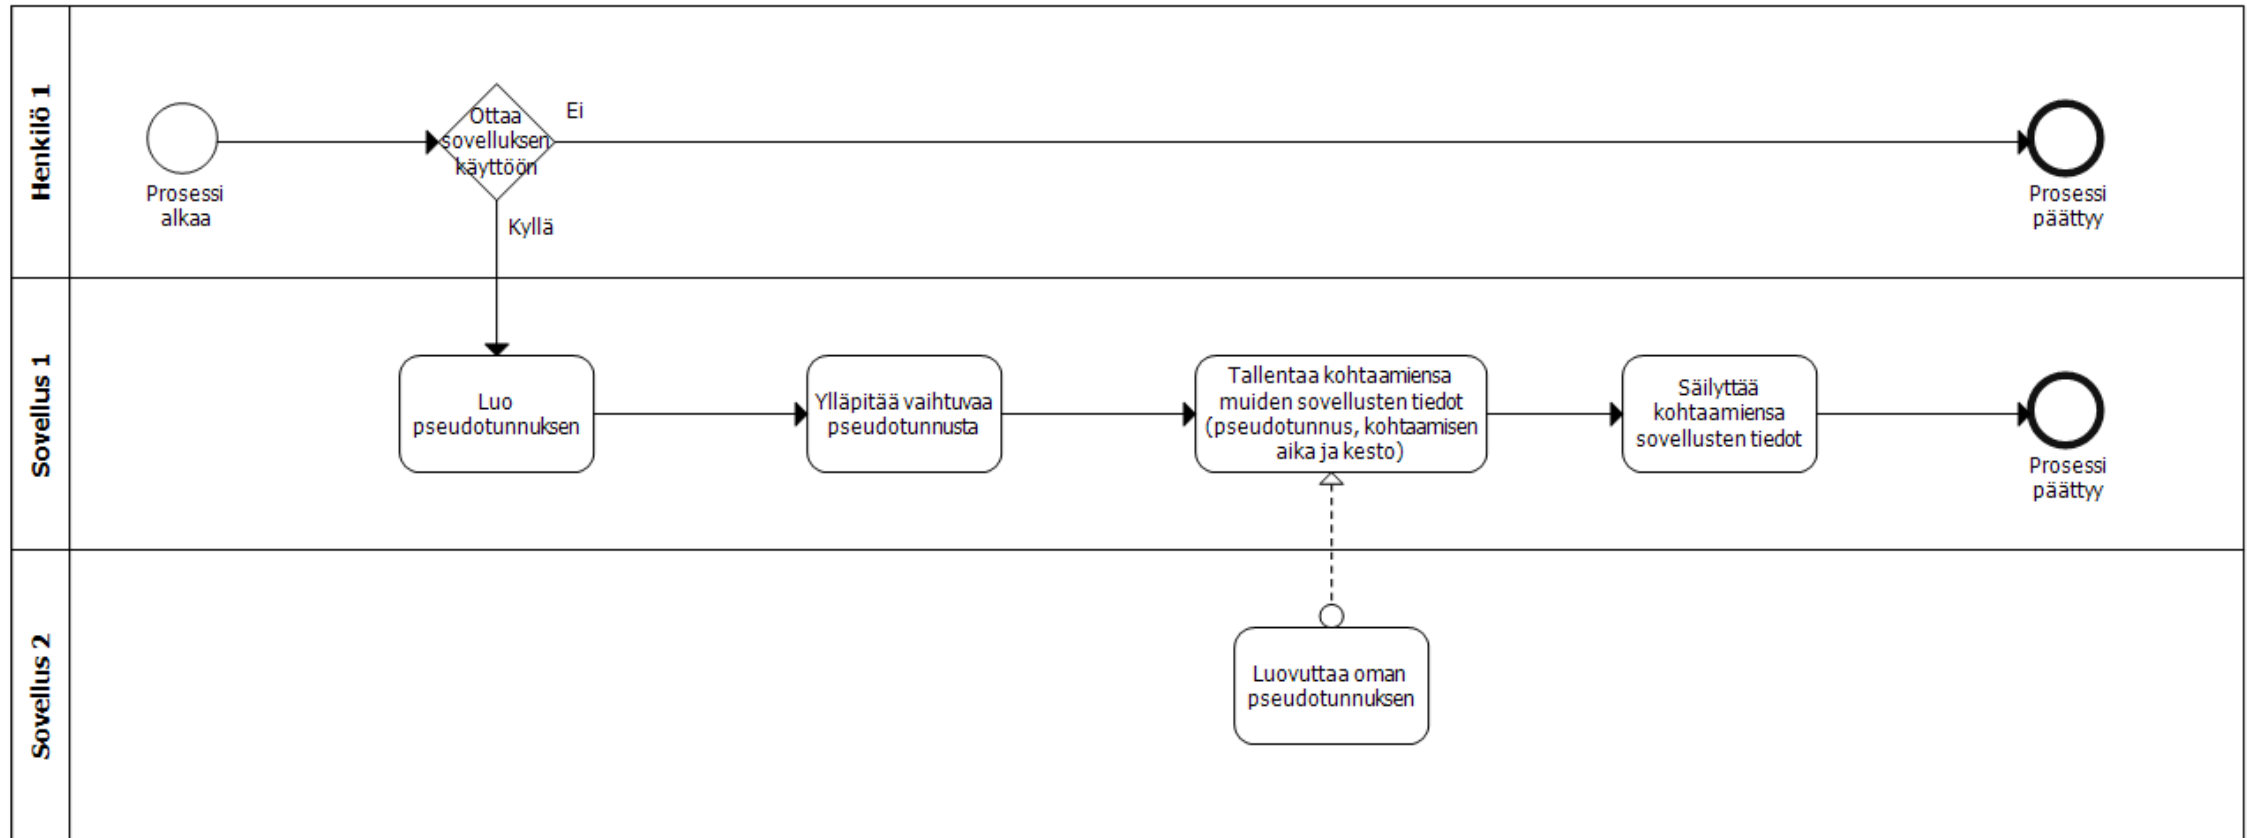 Henkilö 1
Prosessi
alkaa
Ottaa
sovelluksen
käyttöön
Ei
Kyllä
Prosessi
päättyy
Sovellus 1
Luo
pseudotunnuksen
Ylläpitää vaihtuvaa
pseudotunnusta
Tallentaa kohtaamiensa
muiden sovellusten tiedot
(pseudotunnus, kohtaamisen
aika ja kesto)
Säilyttää
kohtaamiensa
sovellusten tiedot
Prosessi
päättyy
Sovellus 2
Luovuttaa oman
pseudotunnuksen